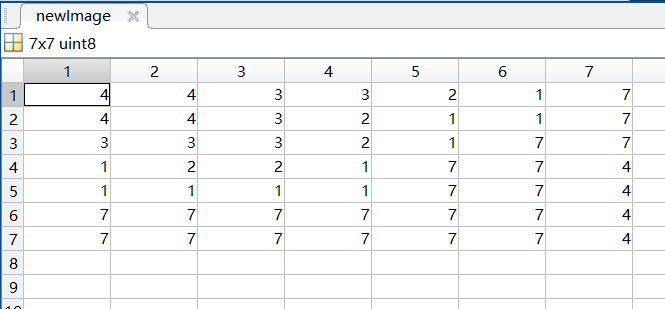 newImage
7x7 uint8
1 2 3 4 5 6 7
1 4 4 3 3 2 1 7
2 4 4 3 2 1 1 7
3 3 3 3 2 1 7 7
4 1 2 2 1 7 7 4
5 1 1 1 1 7 7 4
6 7 7 7 7 7 7 4
7 7 7 7 7 7 7 4
8
9